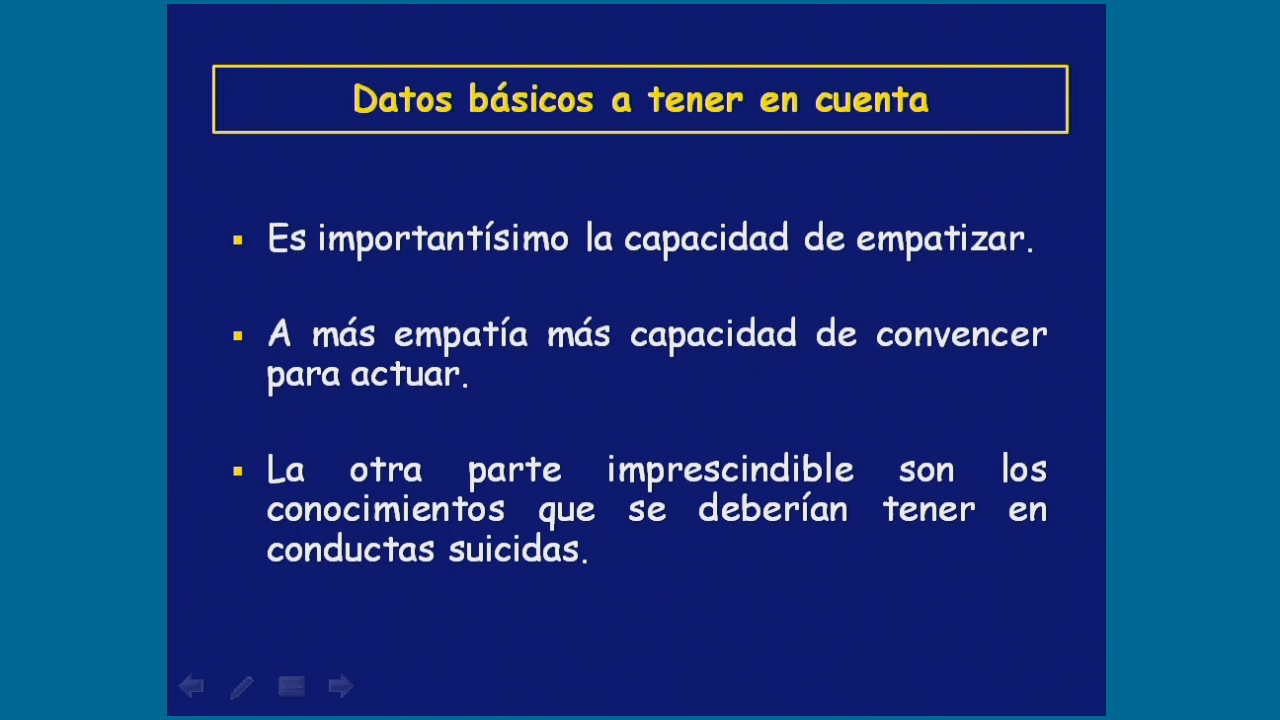 Datos básicos a tener en cuenta
Es importantísimo la capacidad de empatizar.
A más empatía más capacidad de convencer
para actuar.
La otra parte imprescindible son los
conocimientos que se deberían tener en
conductas suicidas.